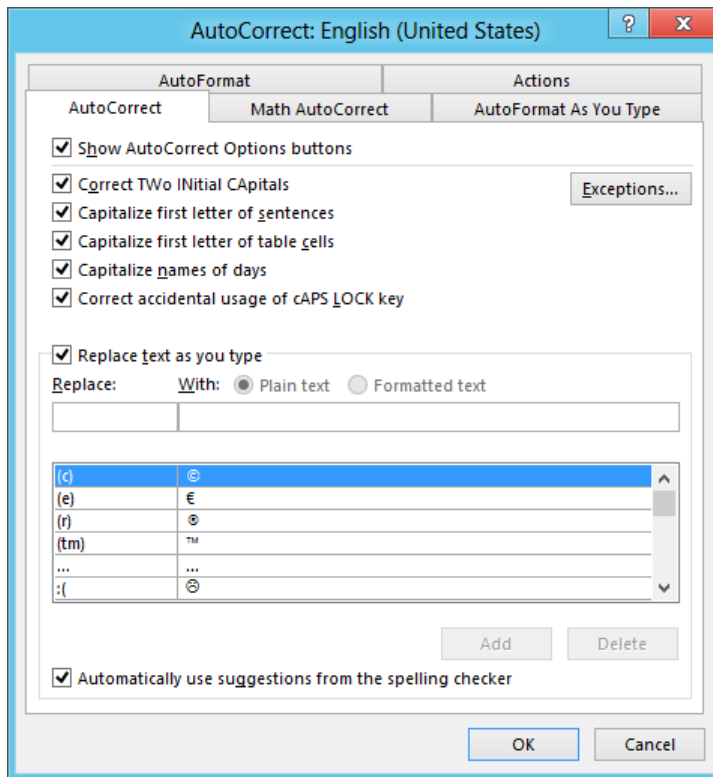 AutoCorrect: English (United States)
? x
AutoFormat Actions
AutoCorrect Math AutoCorrect AutoFormat As You Type
Show AutoCorrect Options buttons
Correct TWo INitial CApitals Exceptions...
Capitalize first letter of sentences
Capitalize first letter of table cells
Capitalize names of days
Correct accidental usage of cAPS LOCK key
Replace text as you type
Replace: With: Plain text Formatted text
(c) ©
(e) €
(r) ®
(tm) ™
... ...
:( ☹
Add Delete
Automatically use suggestions from the spelling checker
OK Cancel